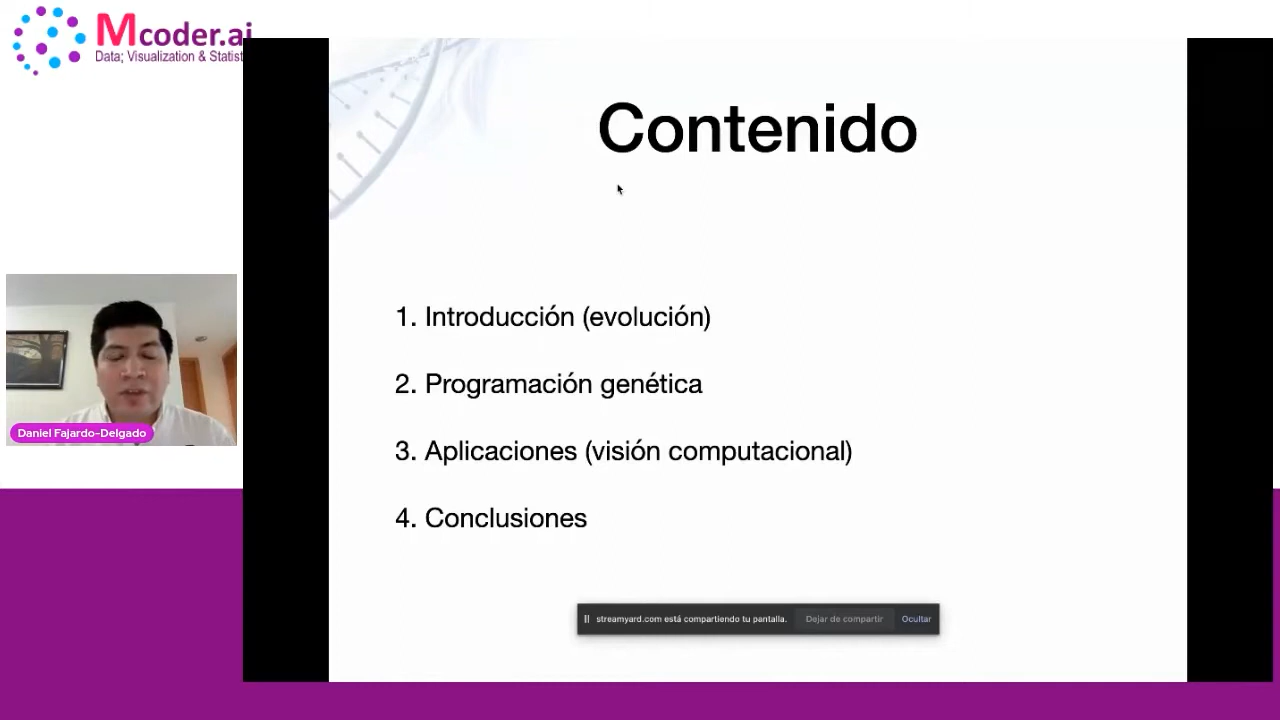 Mcoder.ai
Data; Visualization & Statist
Contenido
1. Introducción (evolución)
2. Programación genética
3. Aplicaciones (visión computacional)
4. Conclusiones
Daniel Fajardo-Delgado
streamyard.com está compartiendo tu pantalla. Dejar de compartir Ocultar